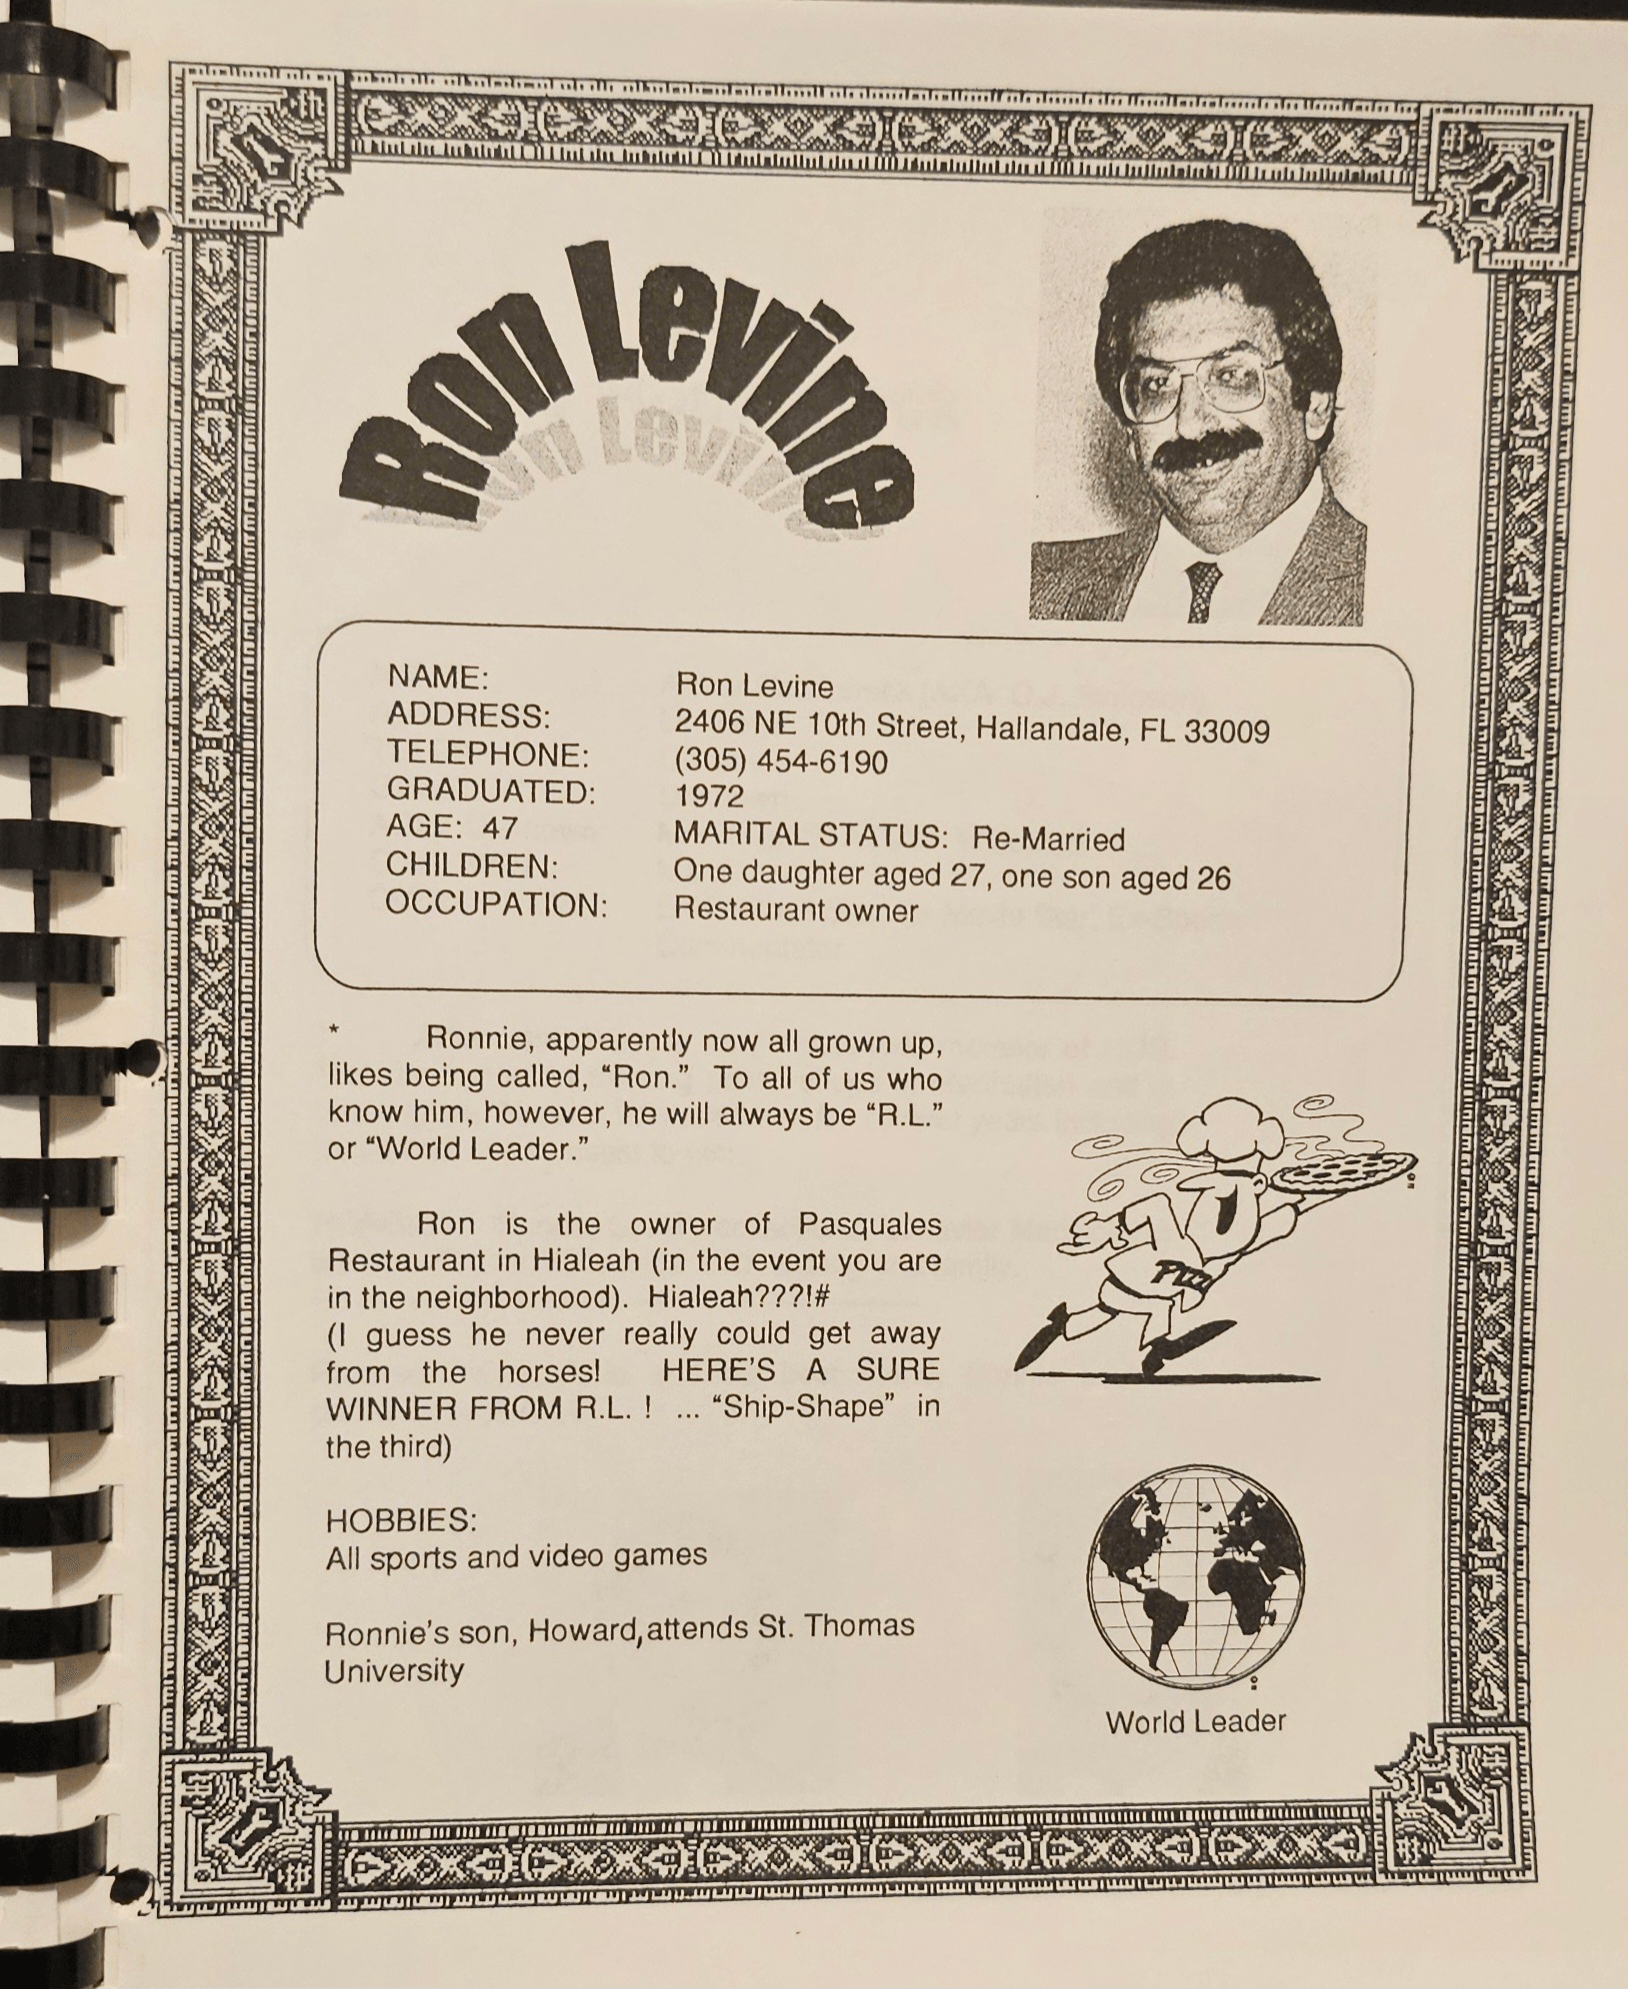 Ron Levine
NAME: Ron Levine
ADDRESS: 2406 NE 10th Street, Hallandale, FL 33009
TELEPHONE: (305) 454-6190
GRADUATED: 1972
AGE: 47 MARITAL STATUS: Re-Married
CHILDREN: One daughter aged 27, one son aged 26
OCCUPATION: Restaurant owner
* Ronnie, apparently now all grown up,
likes being called, “Ron.” To all of us who
know him, however, he will always be “R.L.”
or “World Leader.”
Ron is the owner of Pasquales
Restaurant in Hialeah (in the event you are
in the neighborhood). Hialeah???!#
(I guess he never really could get away
from the horses! HERE'S A SURE
WINNER FROM R.L. ! ... “Ship-Shape” in
the third)
Pizza
HOBBIES:
All sports and video games
Ronnie's son, Howard, attends St. Thomas
University
World Leader